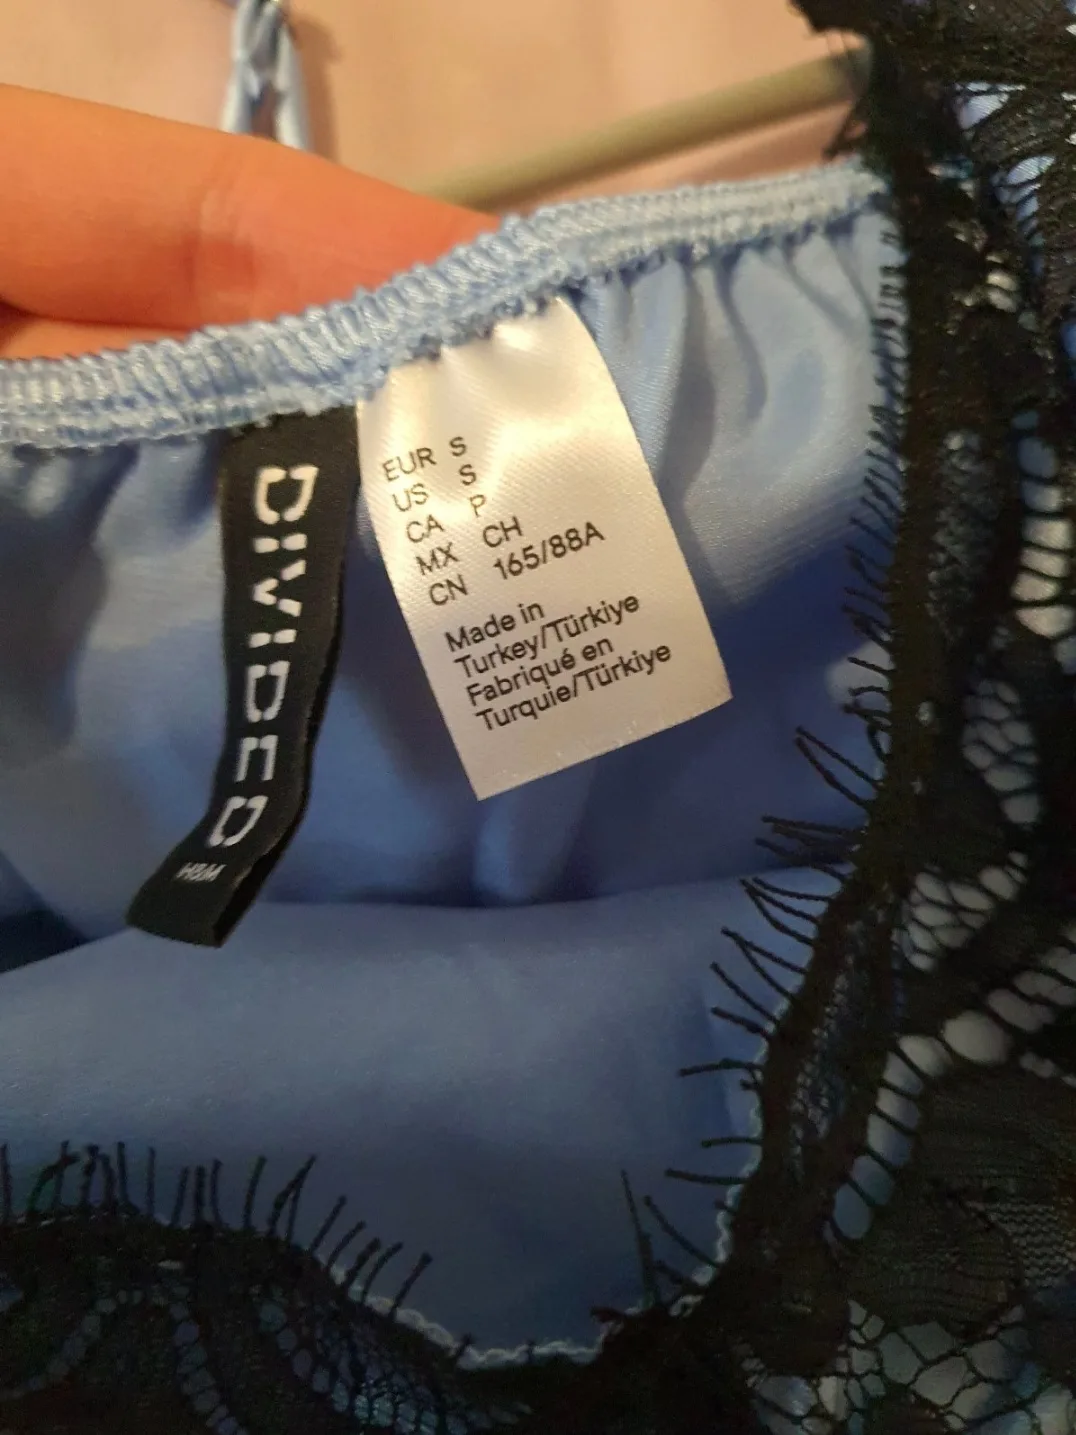 DIVIDED
H&M
EUR S
US S
CA P
MX CH
CN 165/88A
Made in
Turkey/Türkiye
Fabriqué en
Turquie/Türkiye